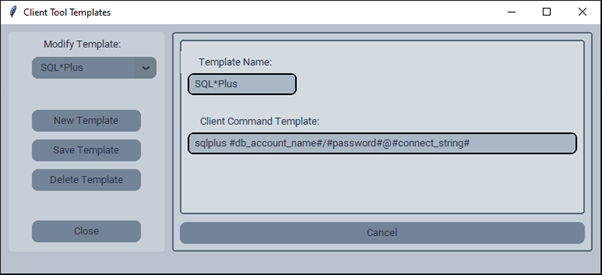 Client Tool Templates
Modify Template:
SQL*Plus
New Template
Save Template
Delete Template
Close
Template Name:
SQL*Plus
Client Command Template:
sqlplus #db_account_name#/#password#@#connect_string#
Cancel